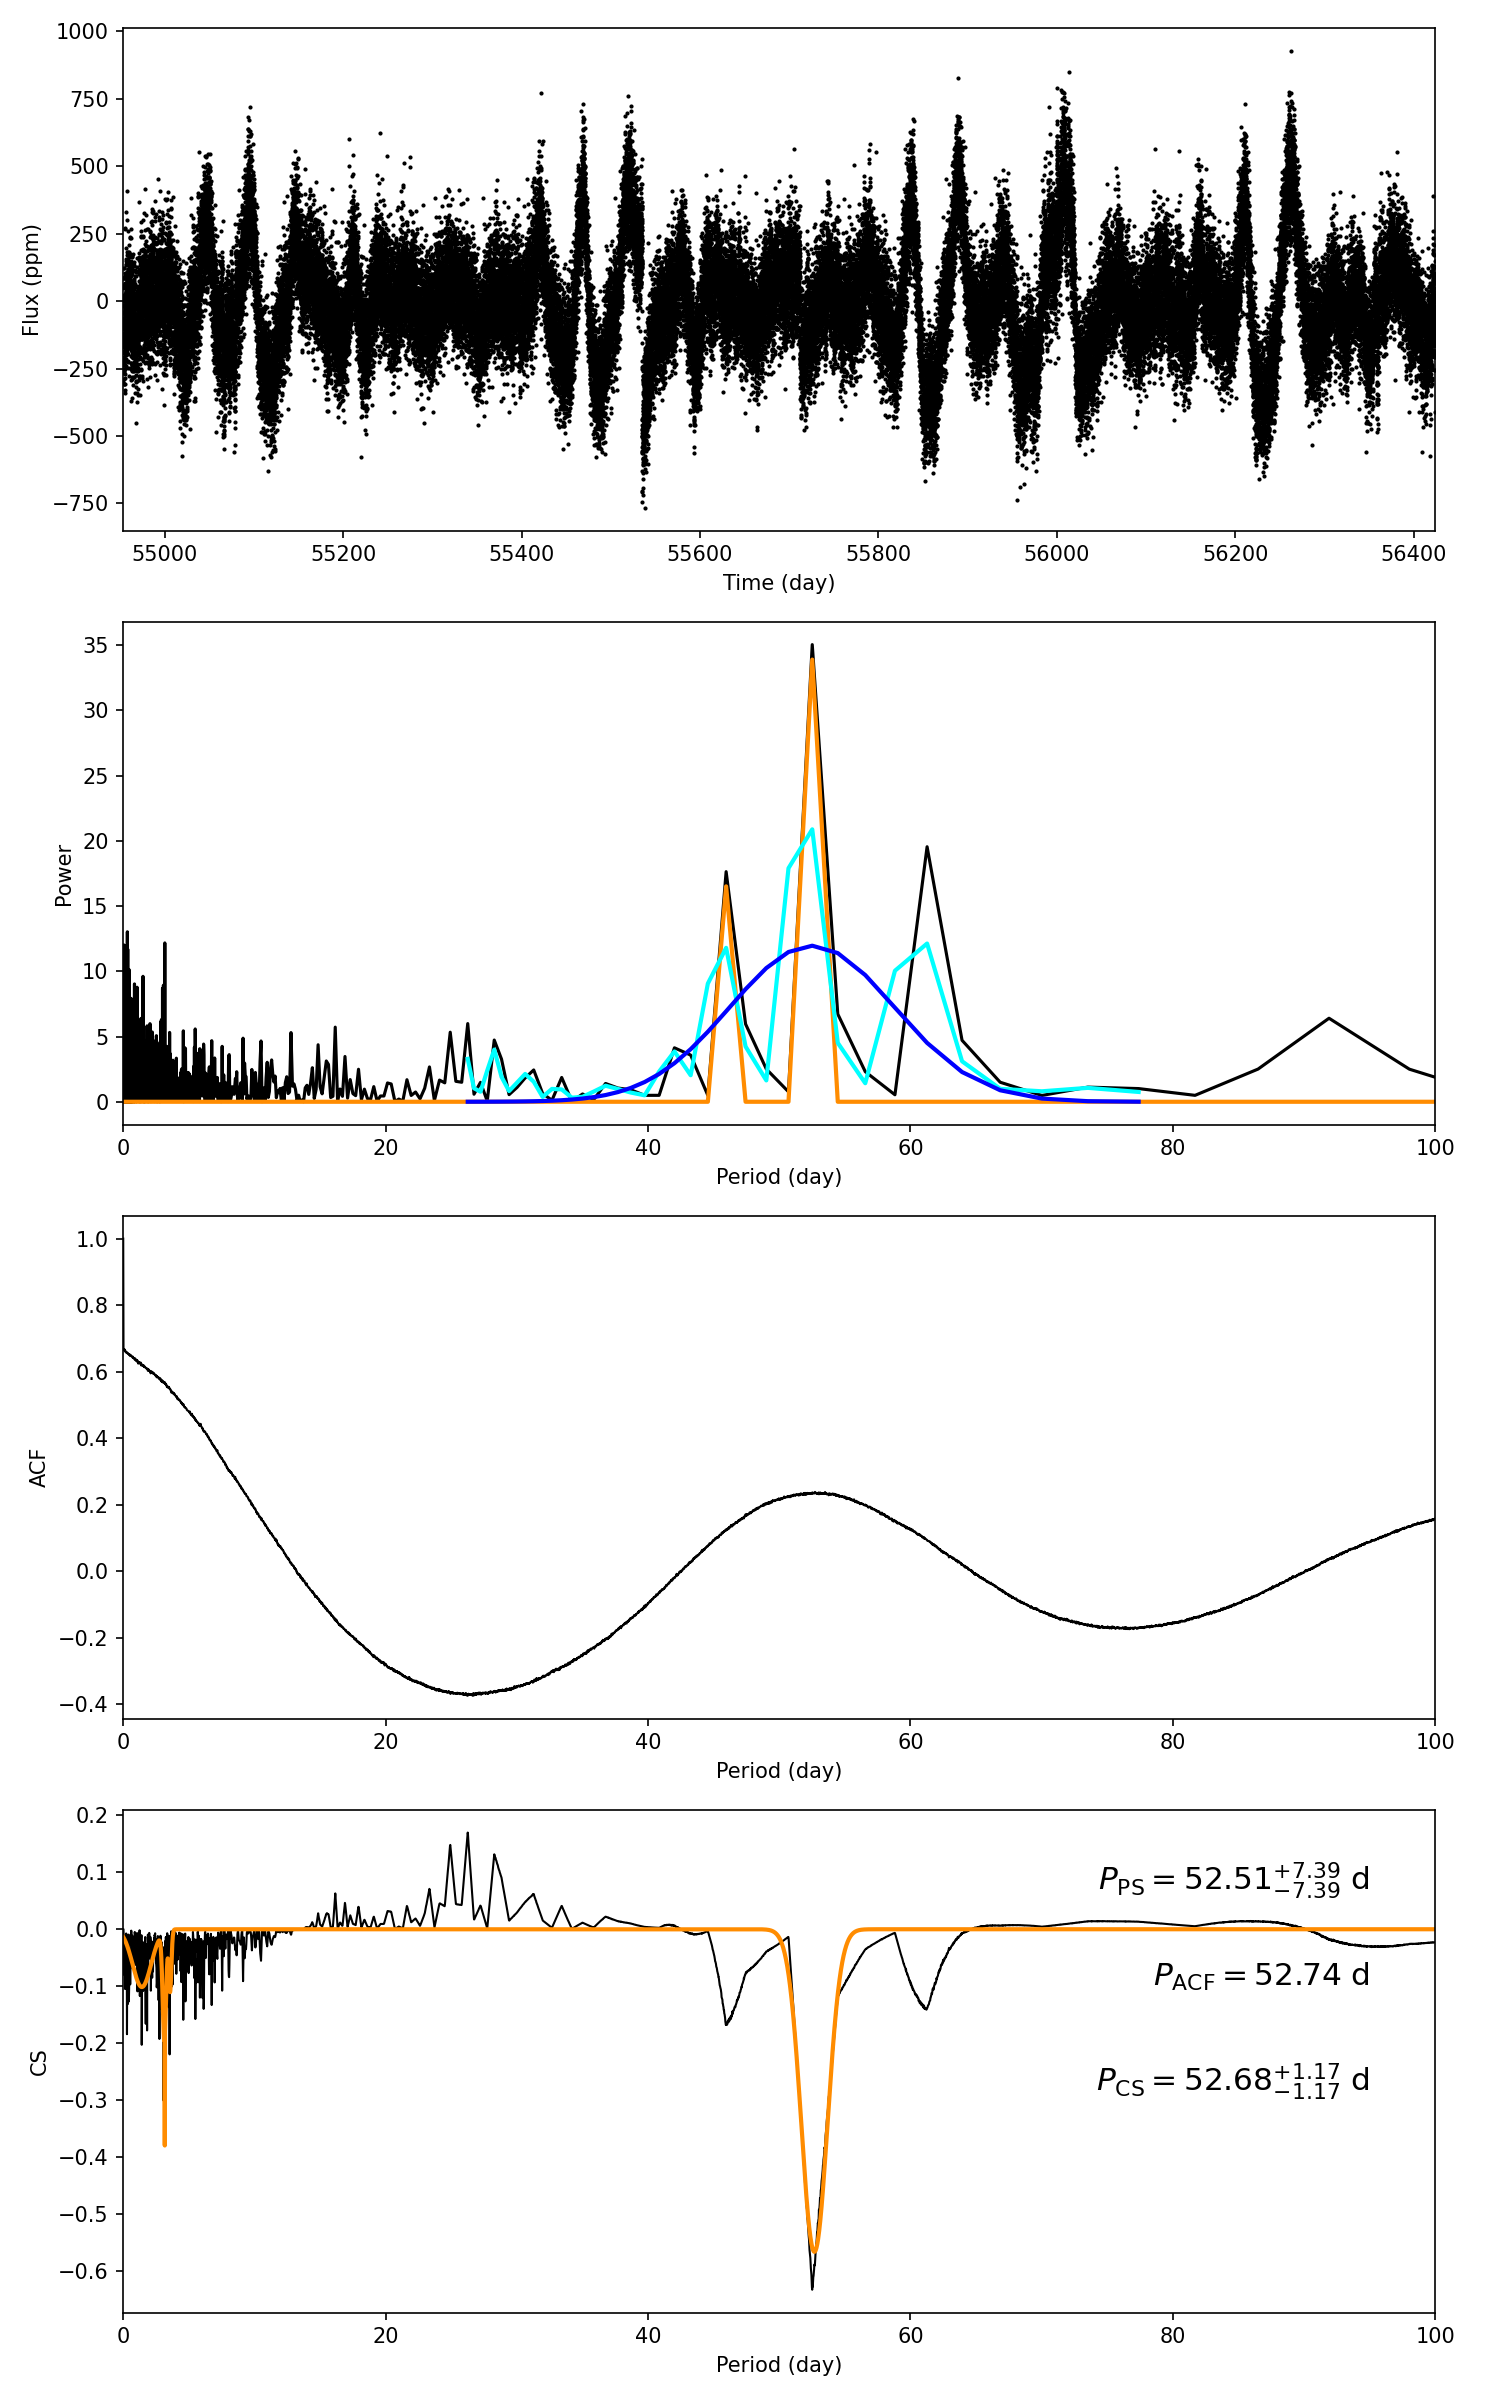 1000
750
500
250
0
−250
−500
−750
Flux (ppm)
55000 55200 55400 55600 55800 56000 56200 56400
Time (day)
35
30
25
20
15
10
5
0
Power
0 20 40 60 80 100
Period (day)
1.0
0.8
0.6
0.4
0.2
0.0
−0.2
−0.4
ACF
0 20 40 60 80 100
Period (day)
0.2
0.1
0.0
−0.1
−0.2
−0.3
−0.4
−0.5
−0.6
CS
P_PS = 52.51 +7.39 −7.39 d
P_ACF = 52.74 d
P_CS = 52.68 +1.17 −1.17 d
0 20 40 60 80 100
Period (day)